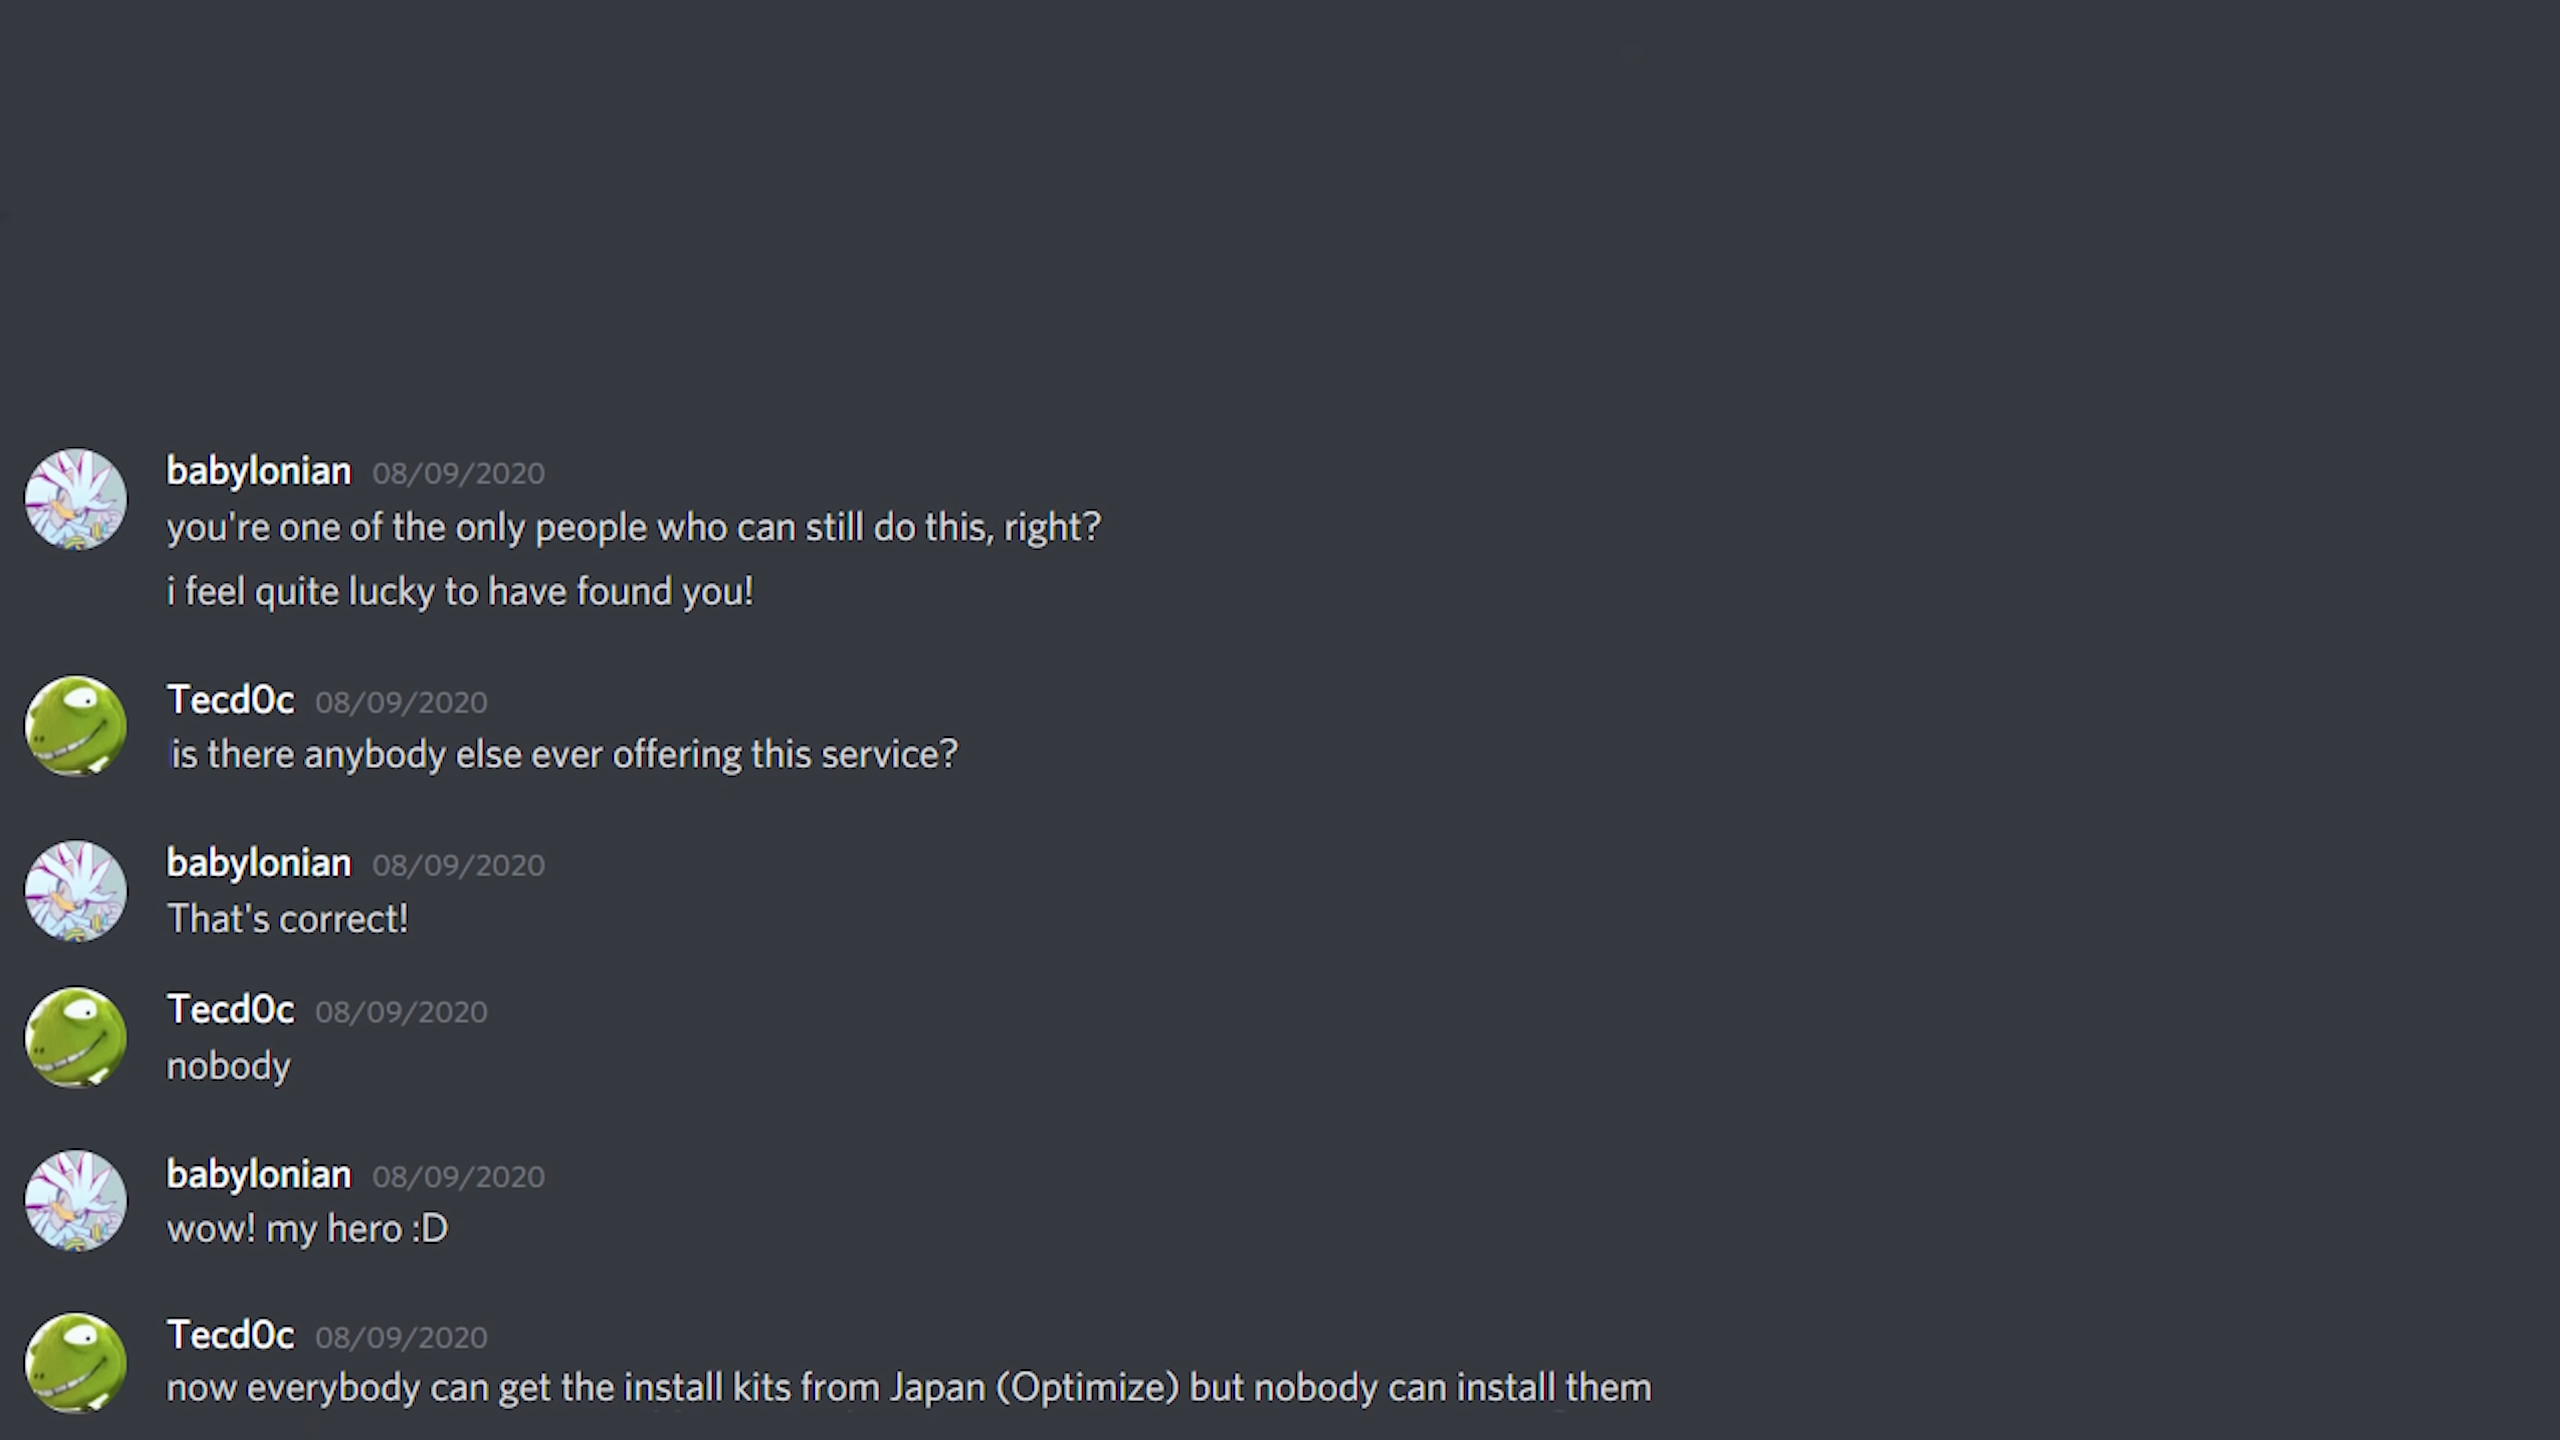 babylonian 08/09/2020
you're one of the only people who can still do this, right?
i feel quite lucky to have found you!
Tecd0c 08/09/2020
is there anybody else ever offering this service?
babylonian 08/09/2020
That's correct!
Tecd0c 08/09/2020
nobody
babylonian 08/09/2020
wow! my hero :D
Tecd0c 08/09/2020
now everybody can get the install kits from Japan (Optimize) but nobody can install them